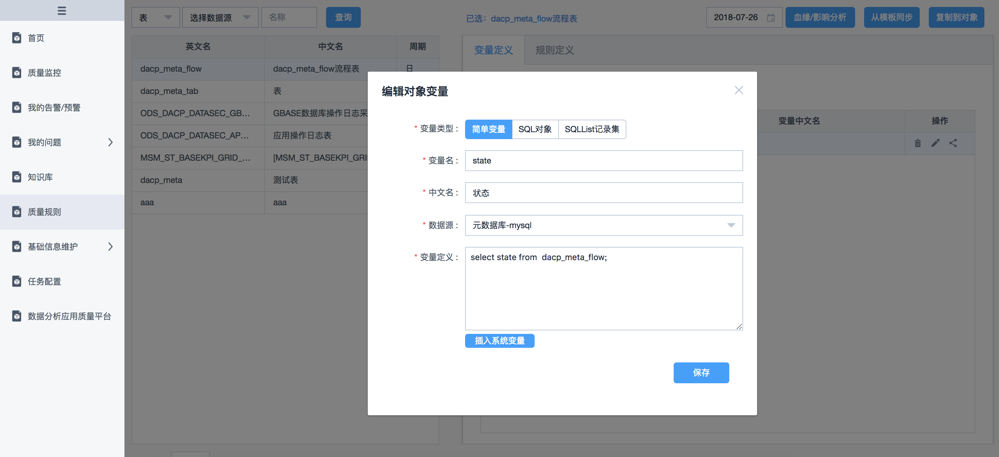 首页
质量监控
我的告警/预警
我的问题
知识库
质量规则
基础信息维护
任务配置
数据分析应用质量平台
表 选择数据源 名称 查询
英文名 中文名 周期
dacp_meta_flow dacp_meta_flow流程表 日
dacp_meta_tab 表
ODS_DACP_DATASEC_GB... GBASE数据库操作日志采
ODS_DACP_DATASEC_AP... 应用操作日志表
MSM_ST_BASEKPI_GRID_... [MSM_ST_BASEKPI_GRI
dacp_meta 测试表
aaa aaa
已选：dacp_meta_flow流程表 2018-07-26 血缘/影响分析 从模板同步 复制到对象
变量定义 规则定义
变量中文名 操作
编辑对象变量
* 变量类型： 简单变量 SQL对象 SQLList记录集
* 变量名： state
* 中文名： 状态
* 数据源： 元数据库-mysql
* 变量定义： select state from  dacp_meta_flow;
插入系统变量
保存